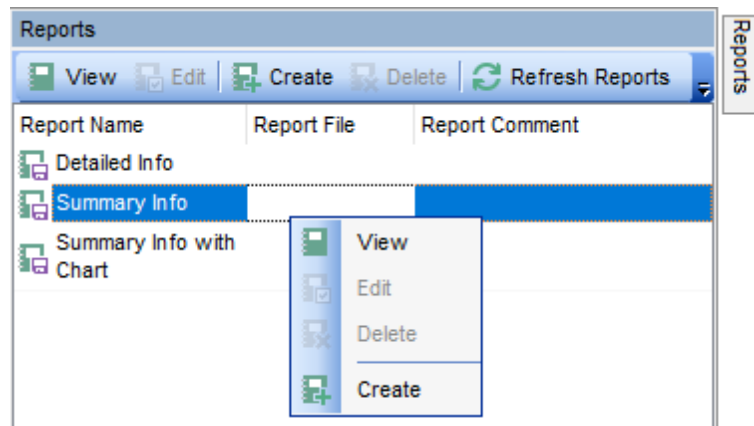 Reports
Reports
View Edit Create Delete Refresh Reports
Report Name Report File Report Comment
Detailed Info
Summary Info
Summary Info with
Chart
View
Edit
Delete
Create